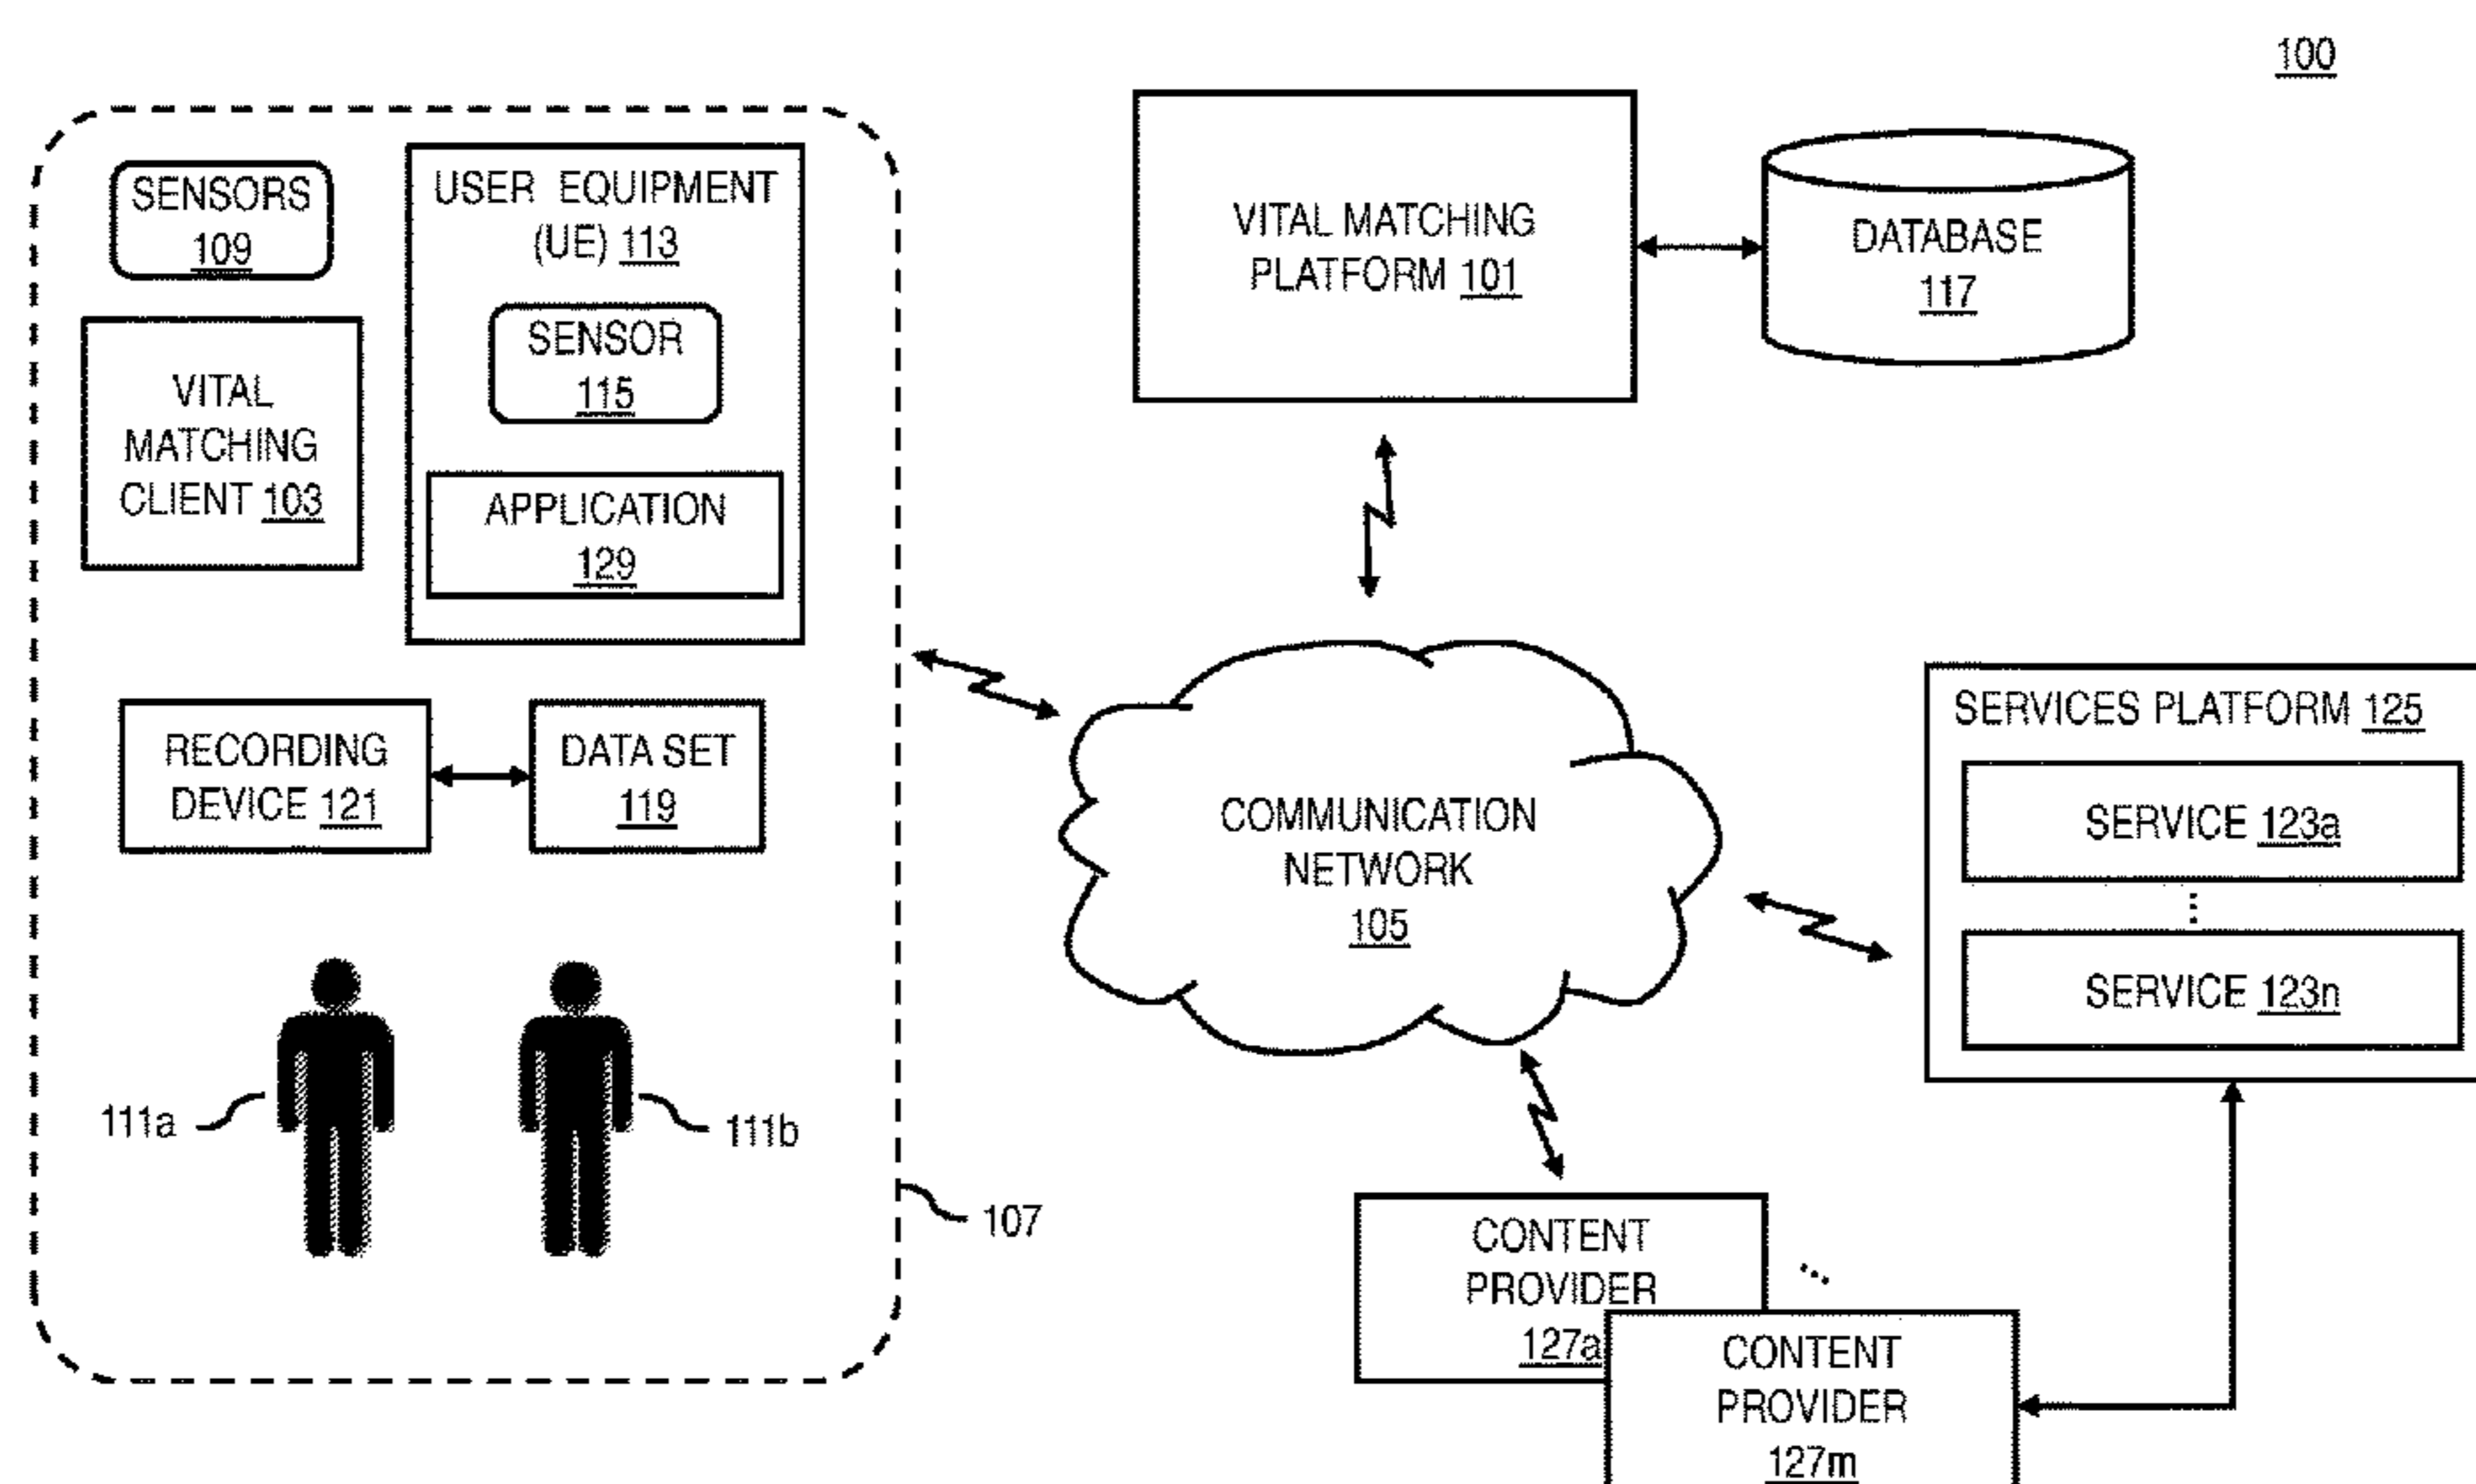 100
SENSORS
109
USER EQUIPMENT
(UE) 113
SENSOR
115
APPLICATION
129
VITAL
MATCHING
CLIENT 103
RECORDING
DEVICE 121
DATA SET
119
111a
111b
107
VITAL MATCHING
PLATFORM 101
DATABASE
117
COMMUNICATION
NETWORK
105
SERVICES PLATFORM 125
SERVICE 123a
⋮
SERVICE 123n
CONTENT
PROVIDER
127a
...
CONTENT
PROVIDER
127m